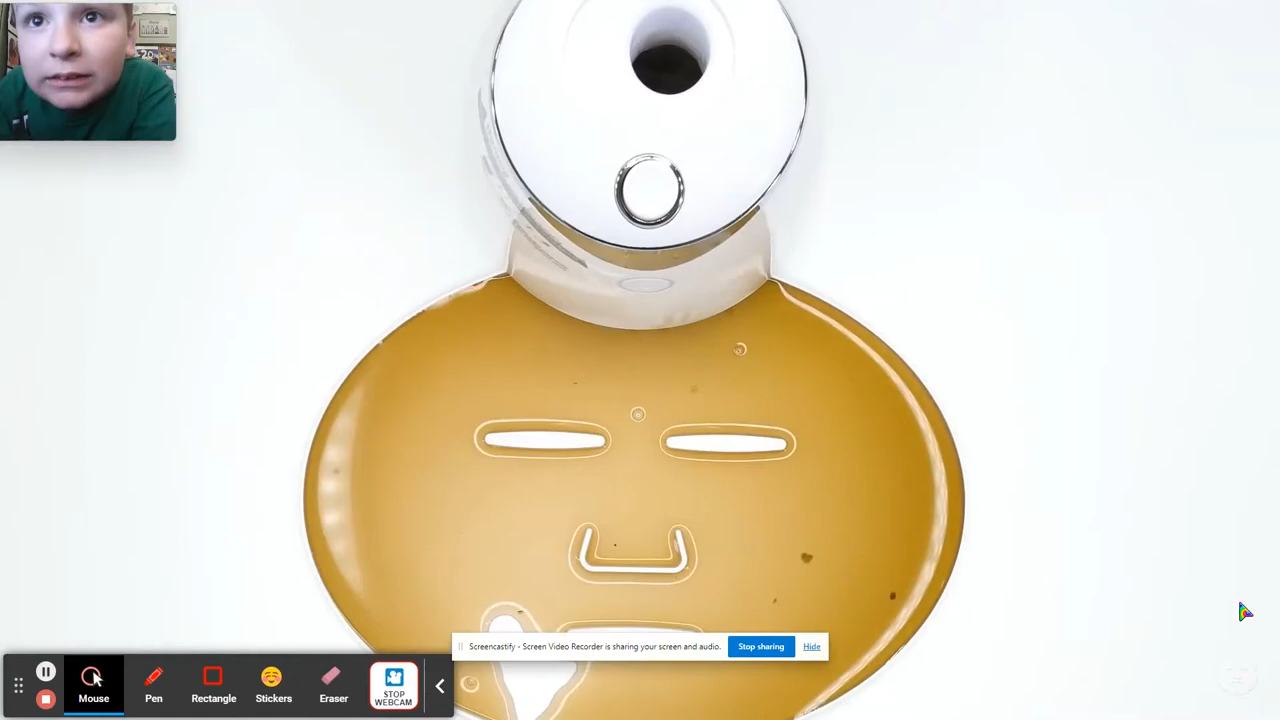 Screencastify - Screen Video Recorder is sharing your screen and audio.
Stop sharing
Hide
Mouse
Pen
Rectangle
Stickers
Eraser
STOP
WEBCAM